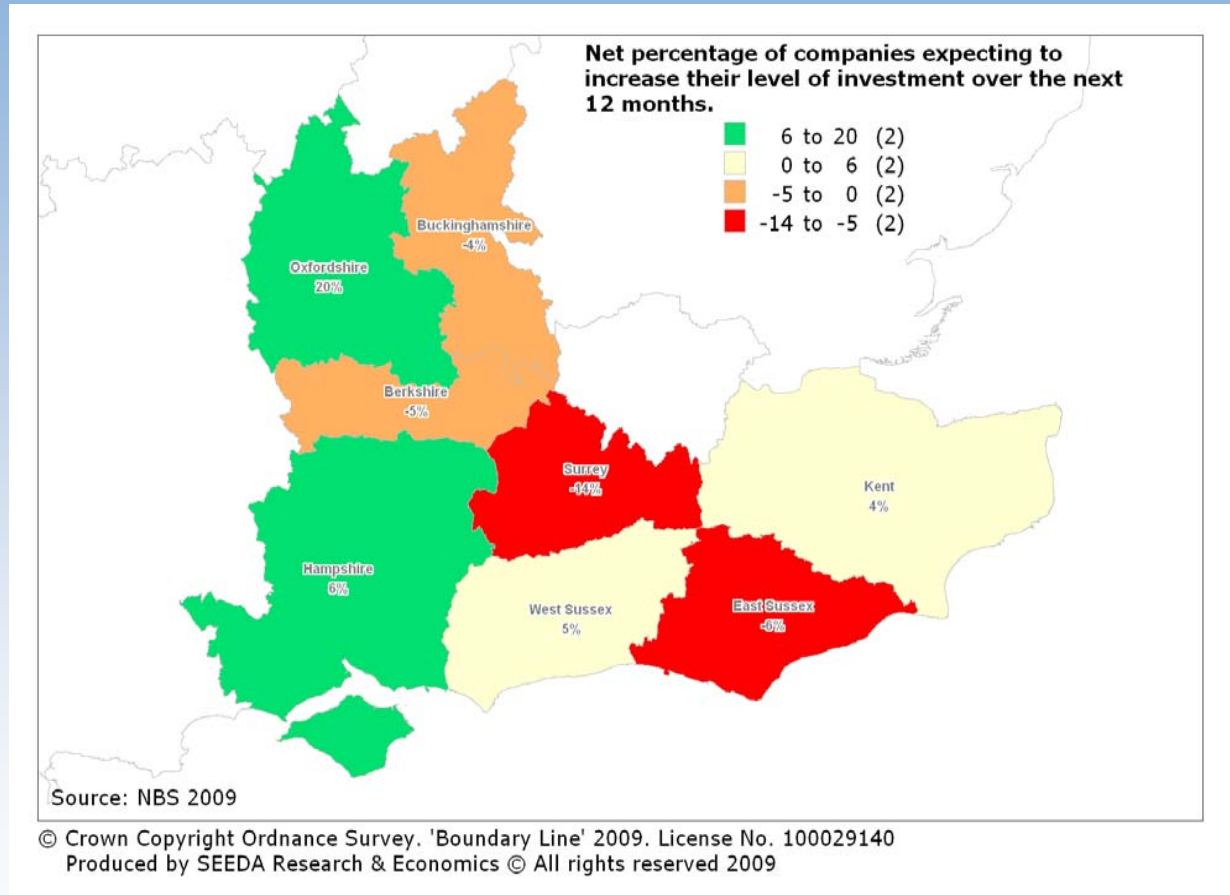 Net percentage of companies expecting to
increase their level of investment over the next
12 months.
6 to 20 (2)
0 to 6 (2)
-5 to 0 (2)
-14 to -5 (2)
Buckinghamshire
-4%
Oxfordshire
20%
Berkshire
-5%
Surrey
-14%
Kent
4%
Hampshire
6%
West Sussex
5%
East Sussex
-6%
Source: NBS 2009
© Crown Copyright Ordnance Survey. 'Boundary Line' 2009. License No. 100029140
Produced by SEEDA Research & Economics © All rights reserved 2009